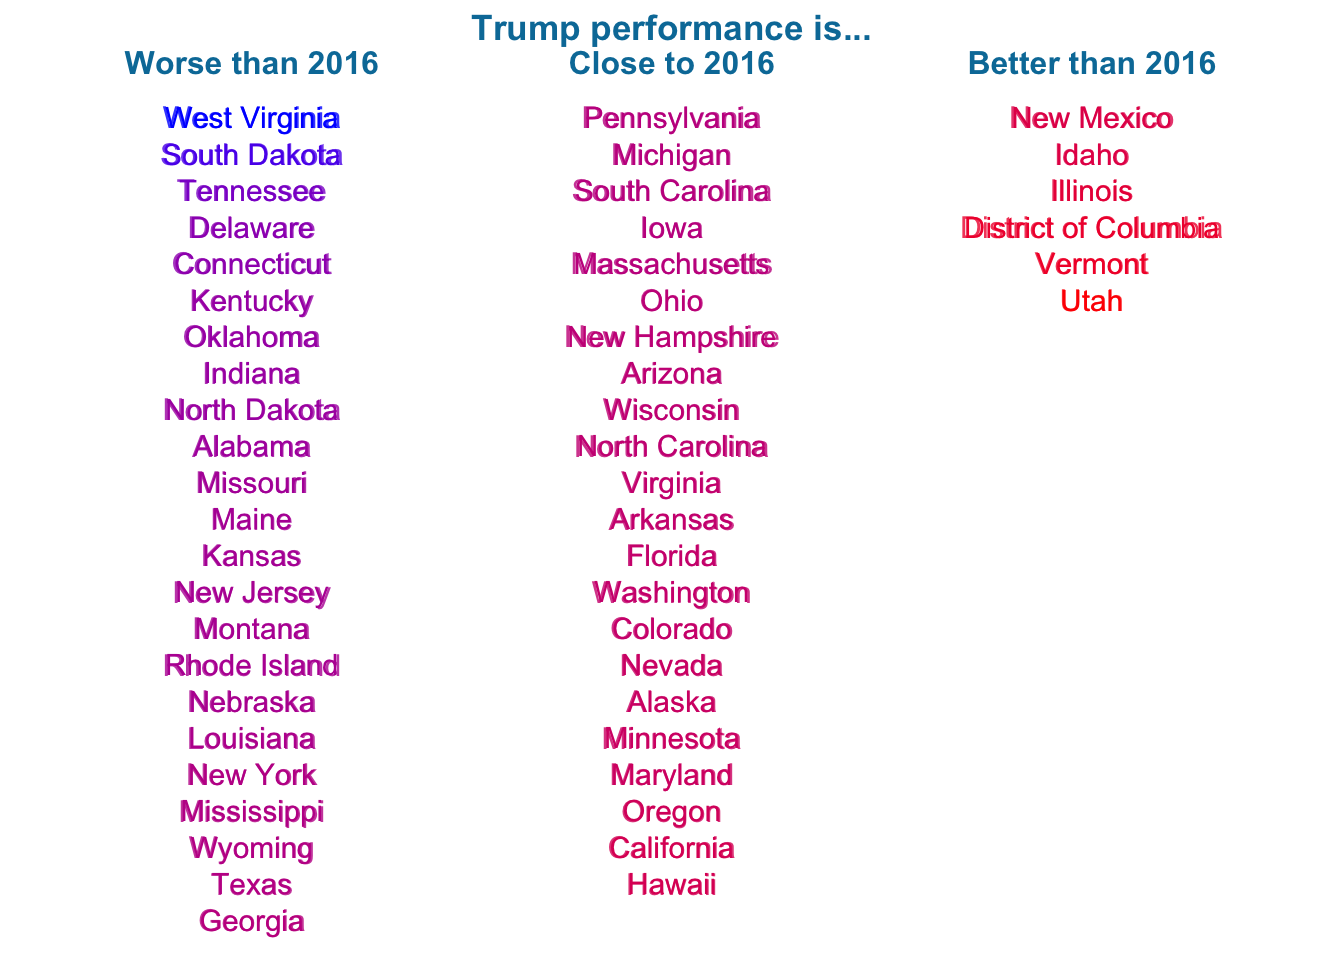 Trump performance is...
Worse than 2016
West Virginia
South Dakota
Tennessee
Delaware
Connecticut
Kentucky
Oklahoma
Indiana
North Dakota
Alabama
Missouri
Maine
Kansas
New Jersey
Montana
Rhode Island
Nebraska
Louisiana
New York
Mississippi
Wyoming
Texas
Georgia
Close to 2016
Pennsylvania
Michigan
South Carolina
Iowa
Massachusetts
Ohio
New Hampshire
Arizona
Wisconsin
North Carolina
Virginia
Arkansas
Florida
Washington
Colorado
Nevada
Alaska
Minnesota
Maryland
Oregon
California
Hawaii
Better than 2016
New Mexico
Idaho
Illinois
District of Columbia
Vermont
Utah